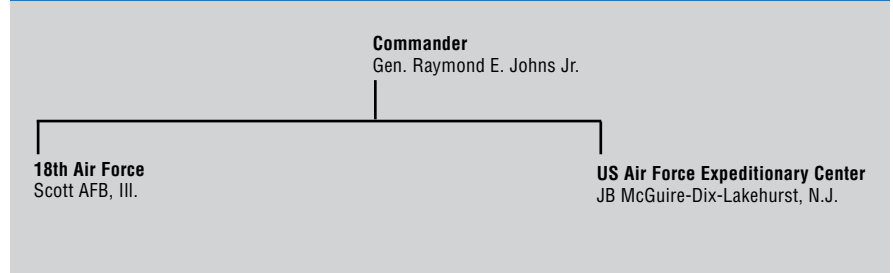 Commander
Gen. Raymond E. Johns Jr.
18th Air Force
Scott AFB, Ill.
US Air Force Expeditionary Center
JB McGuire-Dix-Lakehurst, N.J.